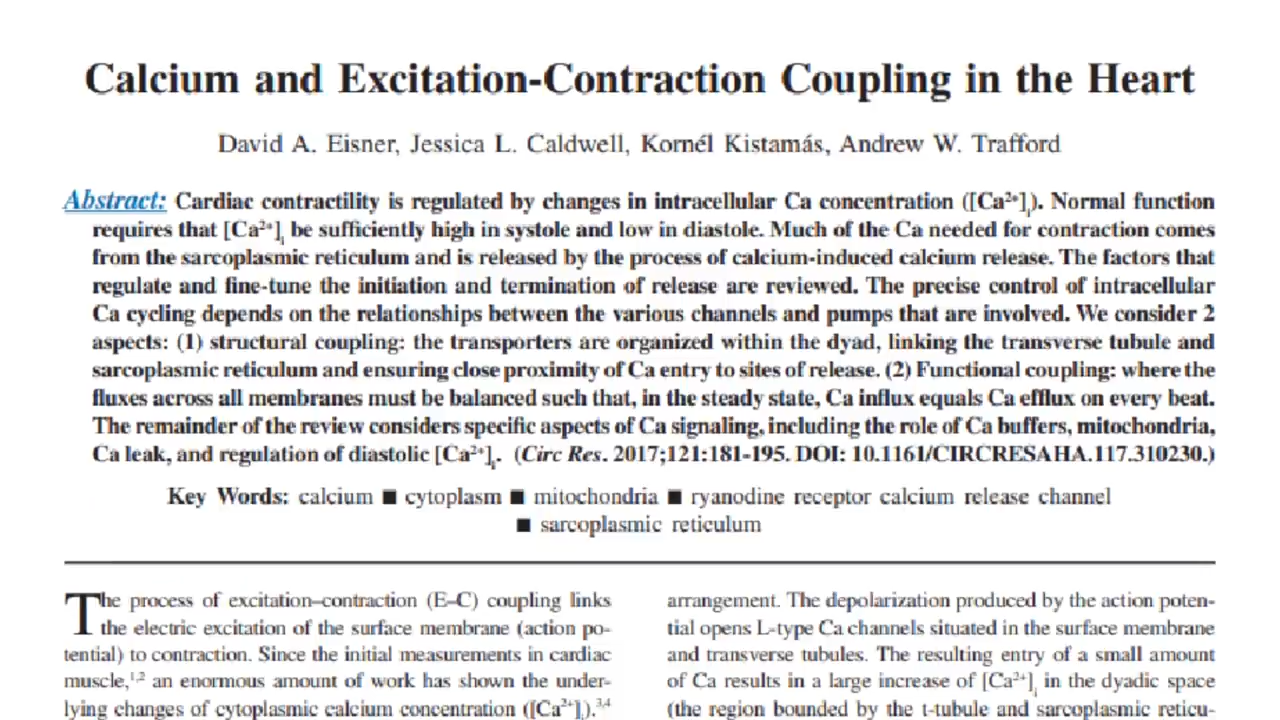 Calcium and Excitation-Contraction Coupling in the Heart
David A. Eisner, Jessica L. Caldwell, Kornél Kistamás, Andrew W. Trafford
Abstract: Cardiac contractility is regulated by changes in intracellular Ca concentration ([Ca²⁺]ᵢ). Normal function
requires that [Ca²⁺]ᵢ be sufficiently high in systole and low in diastole. Much of the Ca needed for contraction comes
from the sarcoplasmic reticulum and is released by the process of calcium-induced calcium release. The factors that
regulate and fine-tune the initiation and termination of release are reviewed. The precise control of intracellular
Ca cycling depends on the relationships between the various channels and pumps that are involved. We consider 2
aspects: (1) structural coupling: the transporters are organized within the dyad, linking the transverse tubule and
sarcoplasmic reticulum and ensuring close proximity of Ca entry to sites of release. (2) Functional coupling: where the
fluxes across all membranes must be balanced such that, in the steady state, Ca influx equals Ca efflux on every beat.
The remainder of the review considers specific aspects of Ca signaling, including the role of Ca buffers, mitochondria,
Ca leak, and regulation of diastolic [Ca²⁺]ᵢ. (Circ Res. 2017;121:181-195. DOI: 10.1161/CIRCRESAHA.117.310230.)
Key Words: calcium ■ cytoplasm ■ mitochondria ■ ryanodine receptor calcium release channel
■ sarcoplasmic reticulum
The process of excitation–contraction (E–C) coupling links
the electric excitation of the surface membrane (action po-
tential) to contraction. Since the initial measurements in cardiac
muscle,¹,² an enormous amount of work has shown the under-
lying changes of cytoplasmic calcium concentration ([Ca²⁺]ᵢ).³,⁴
arrangement. The depolarization produced by the action poten-
tial opens L-type Ca channels situated in the surface membrane
and transverse tubules. The resulting entry of a small amount
of Ca results in a large increase of [Ca²⁺]ᵢ in the dyadic space
(the region bounded by the t-tubule and sarcoplasmic reticu-